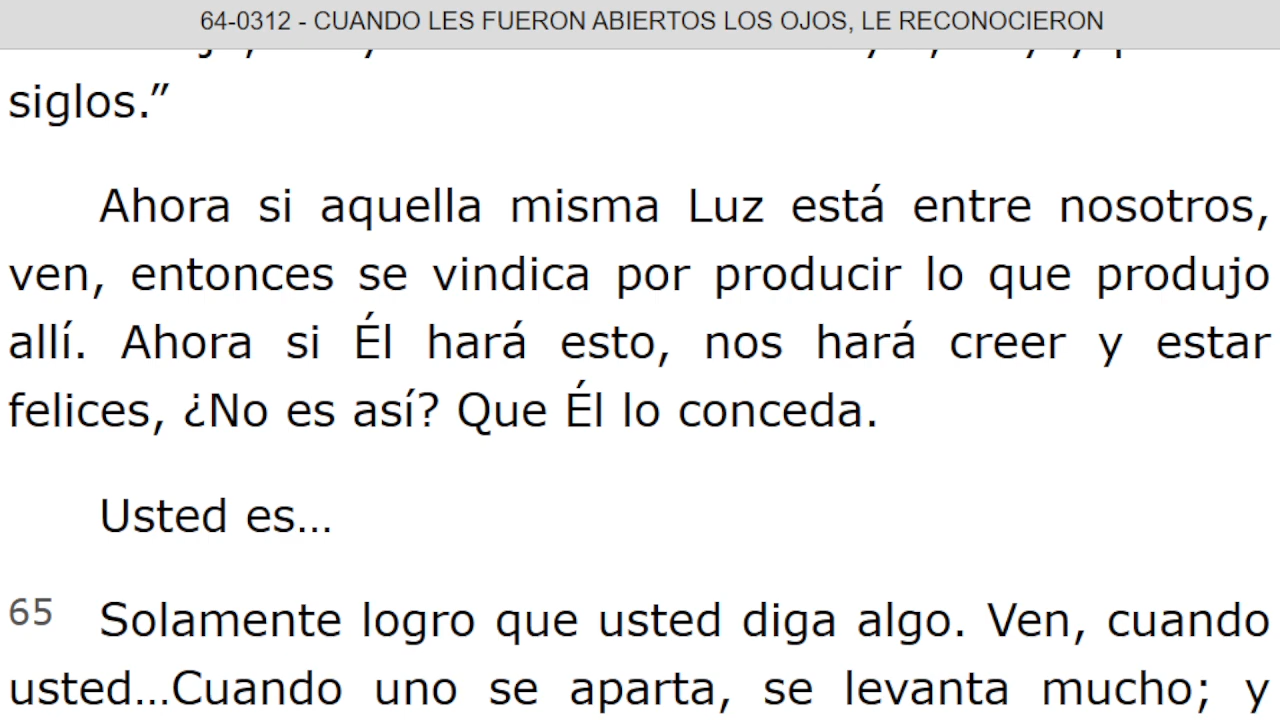 64-0312 - CUANDO LES FUERON ABIERTOS LOS OJOS, LE RECONOCIERON
siglos.”
Ahora si aquella misma Luz está entre nosotros,
ven, entonces se vindica por producir lo que produjo
allí. Ahora si Él hará esto, nos hará creer y estar
felices, ¿No es así? Que Él lo conceda.
Usted es…
65 Solamente logro que usted diga algo. Ven, cuando
usted…Cuando uno se aparta, se levanta mucho; y